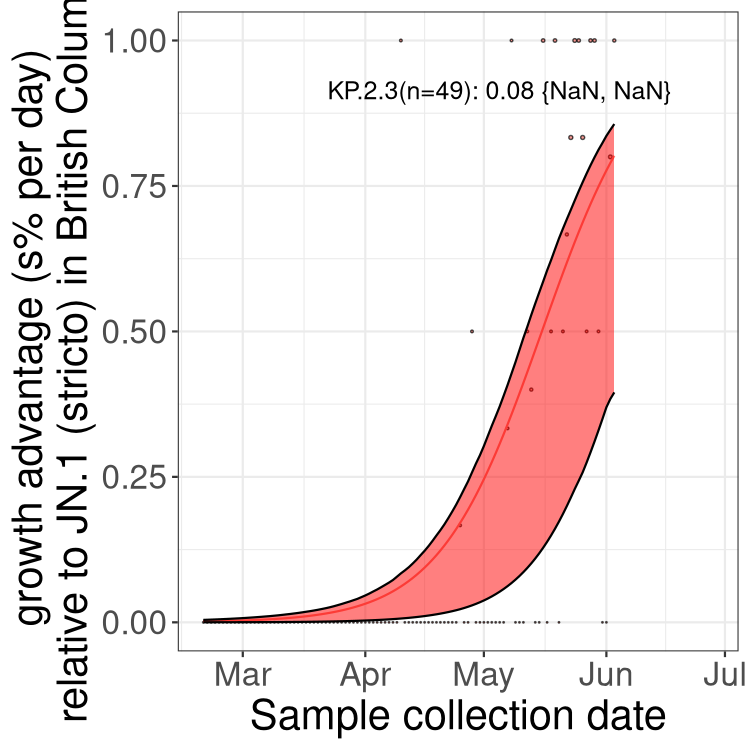 growth advantage (s% per day)
relative to JN.1 (stricto) in British Colum
1.00
0.75
0.50
0.25
0.00
KP.2.3(n=49): 0.08 {NaN, NaN}
Mar Apr May Jun Jul
Sample collection date